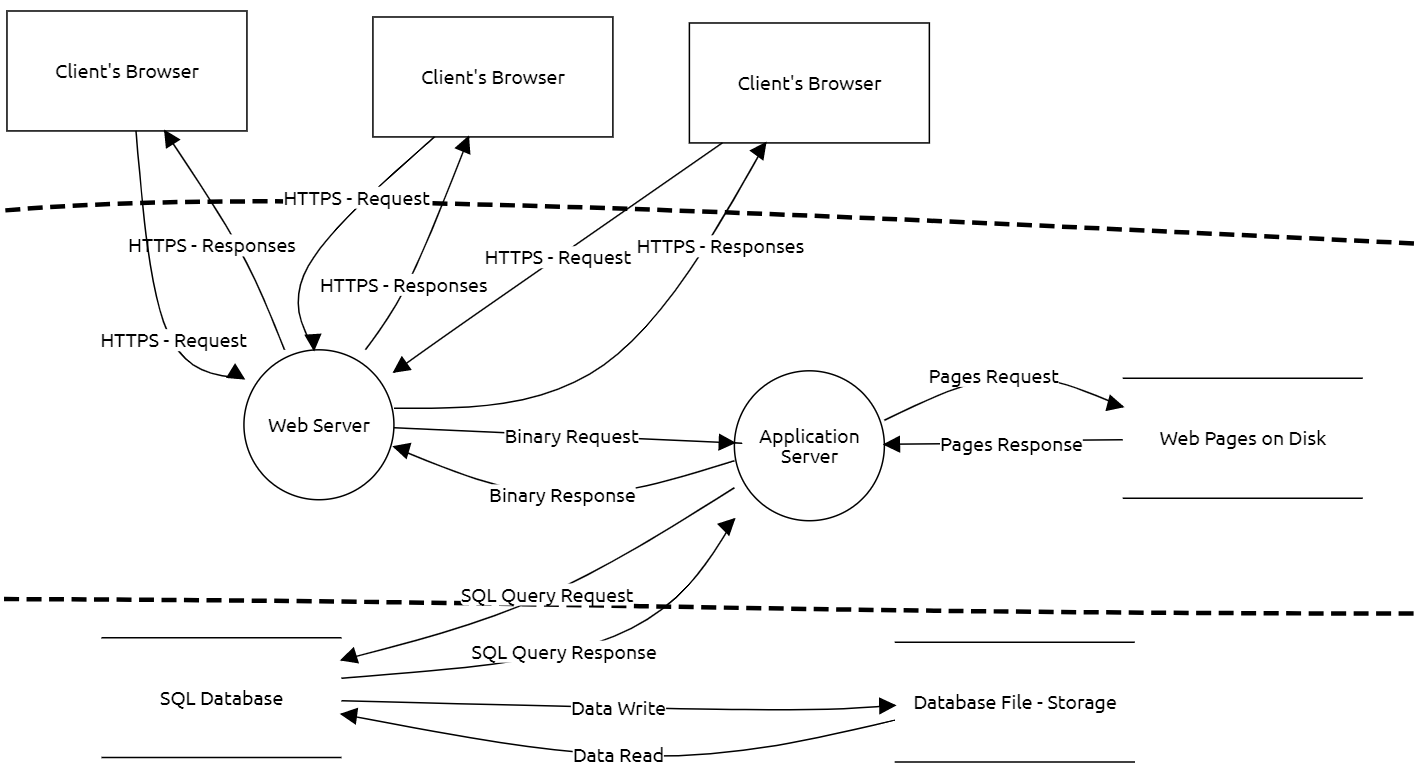 Client's Browser
Client's Browser
Client's Browser
HTTPS - Request
HTTPS - Responses
HTTPS - Responses
HTTPS - Request
HTTPS - Responses
HTTPS - Request
Pages Request
Web Server
Binary Request
Application
Server
Pages Response
Web Pages on Disk
Binary Response
SQL Query Request
SQL Query Response
SQL Database
Data Write
Database File - Storage
Data Read